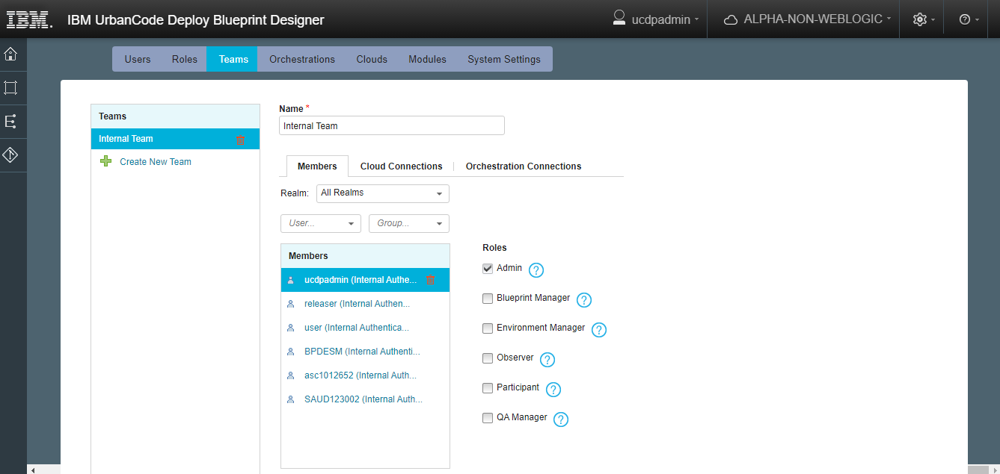 IBM. IBM UrbanCode Deploy Blueprint Designer ucdpadmin ALPHA-NON-WEBLOGIC ?
Users Roles Teams Orchestrations Clouds Modules System Settings
Teams
Internal Team
Create New Team
Name *
Internal Team
Members Cloud Connections Orchestration Connections
Realm: All Realms
User... Group...
Members
ucdpadmin (Internal Authe...
releaser (Internal Authen...
user (Internal Authentica...
BPDESM (Internal Authenti...
asc1012652 (Internal Auth...
SAUD123002 (Internal Auth...
Roles
Admin ?
Blueprint Manager ?
Environment Manager ?
Observer ?
Participant ?
QA Manager ?